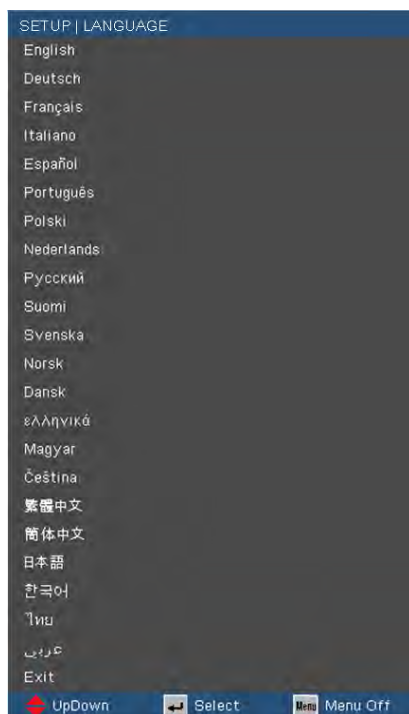 SETUP | LANGUAGE
English
Deutsch
Français
Italiano
Español
Português
Polski
Nederlands
Русский
Suomi
Svenska
Norsk
Dansk
ελληνικά
Magyar
Čeština
繁體中文
简体中文
日本語
한국어
ไทย
عربي
Exit
UpDown Select Menu Menu Off